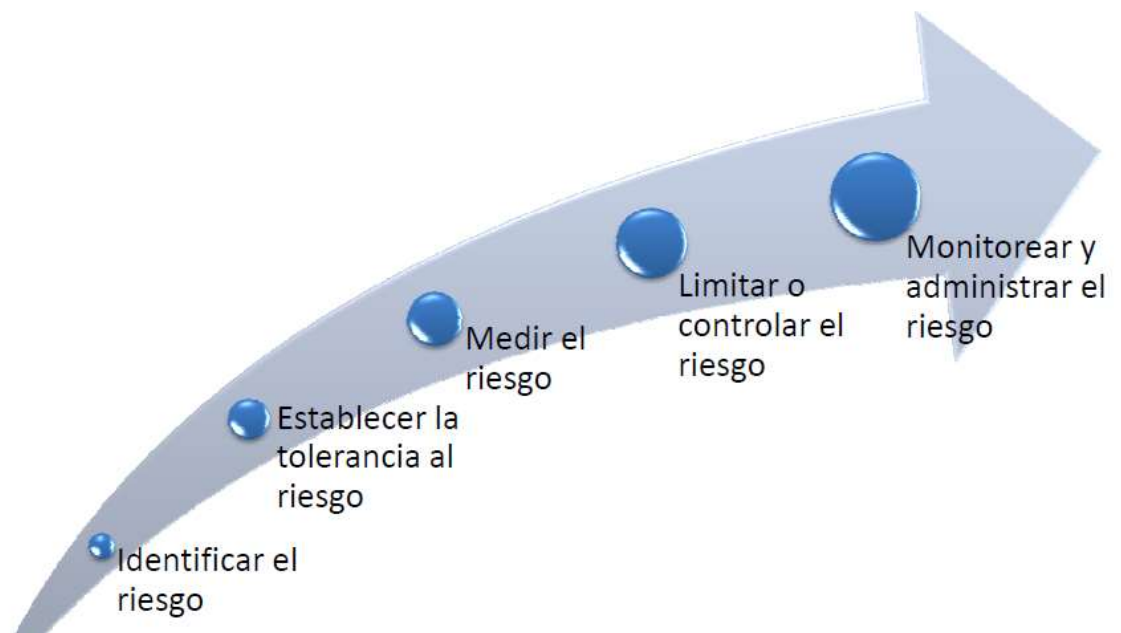 Identificar el
riesgo
Establecer la
tolerancia al
riesgo
Medir el
riesgo
Limitar o
controlar el
riesgo
Monitorear y
administrar el
riesgo